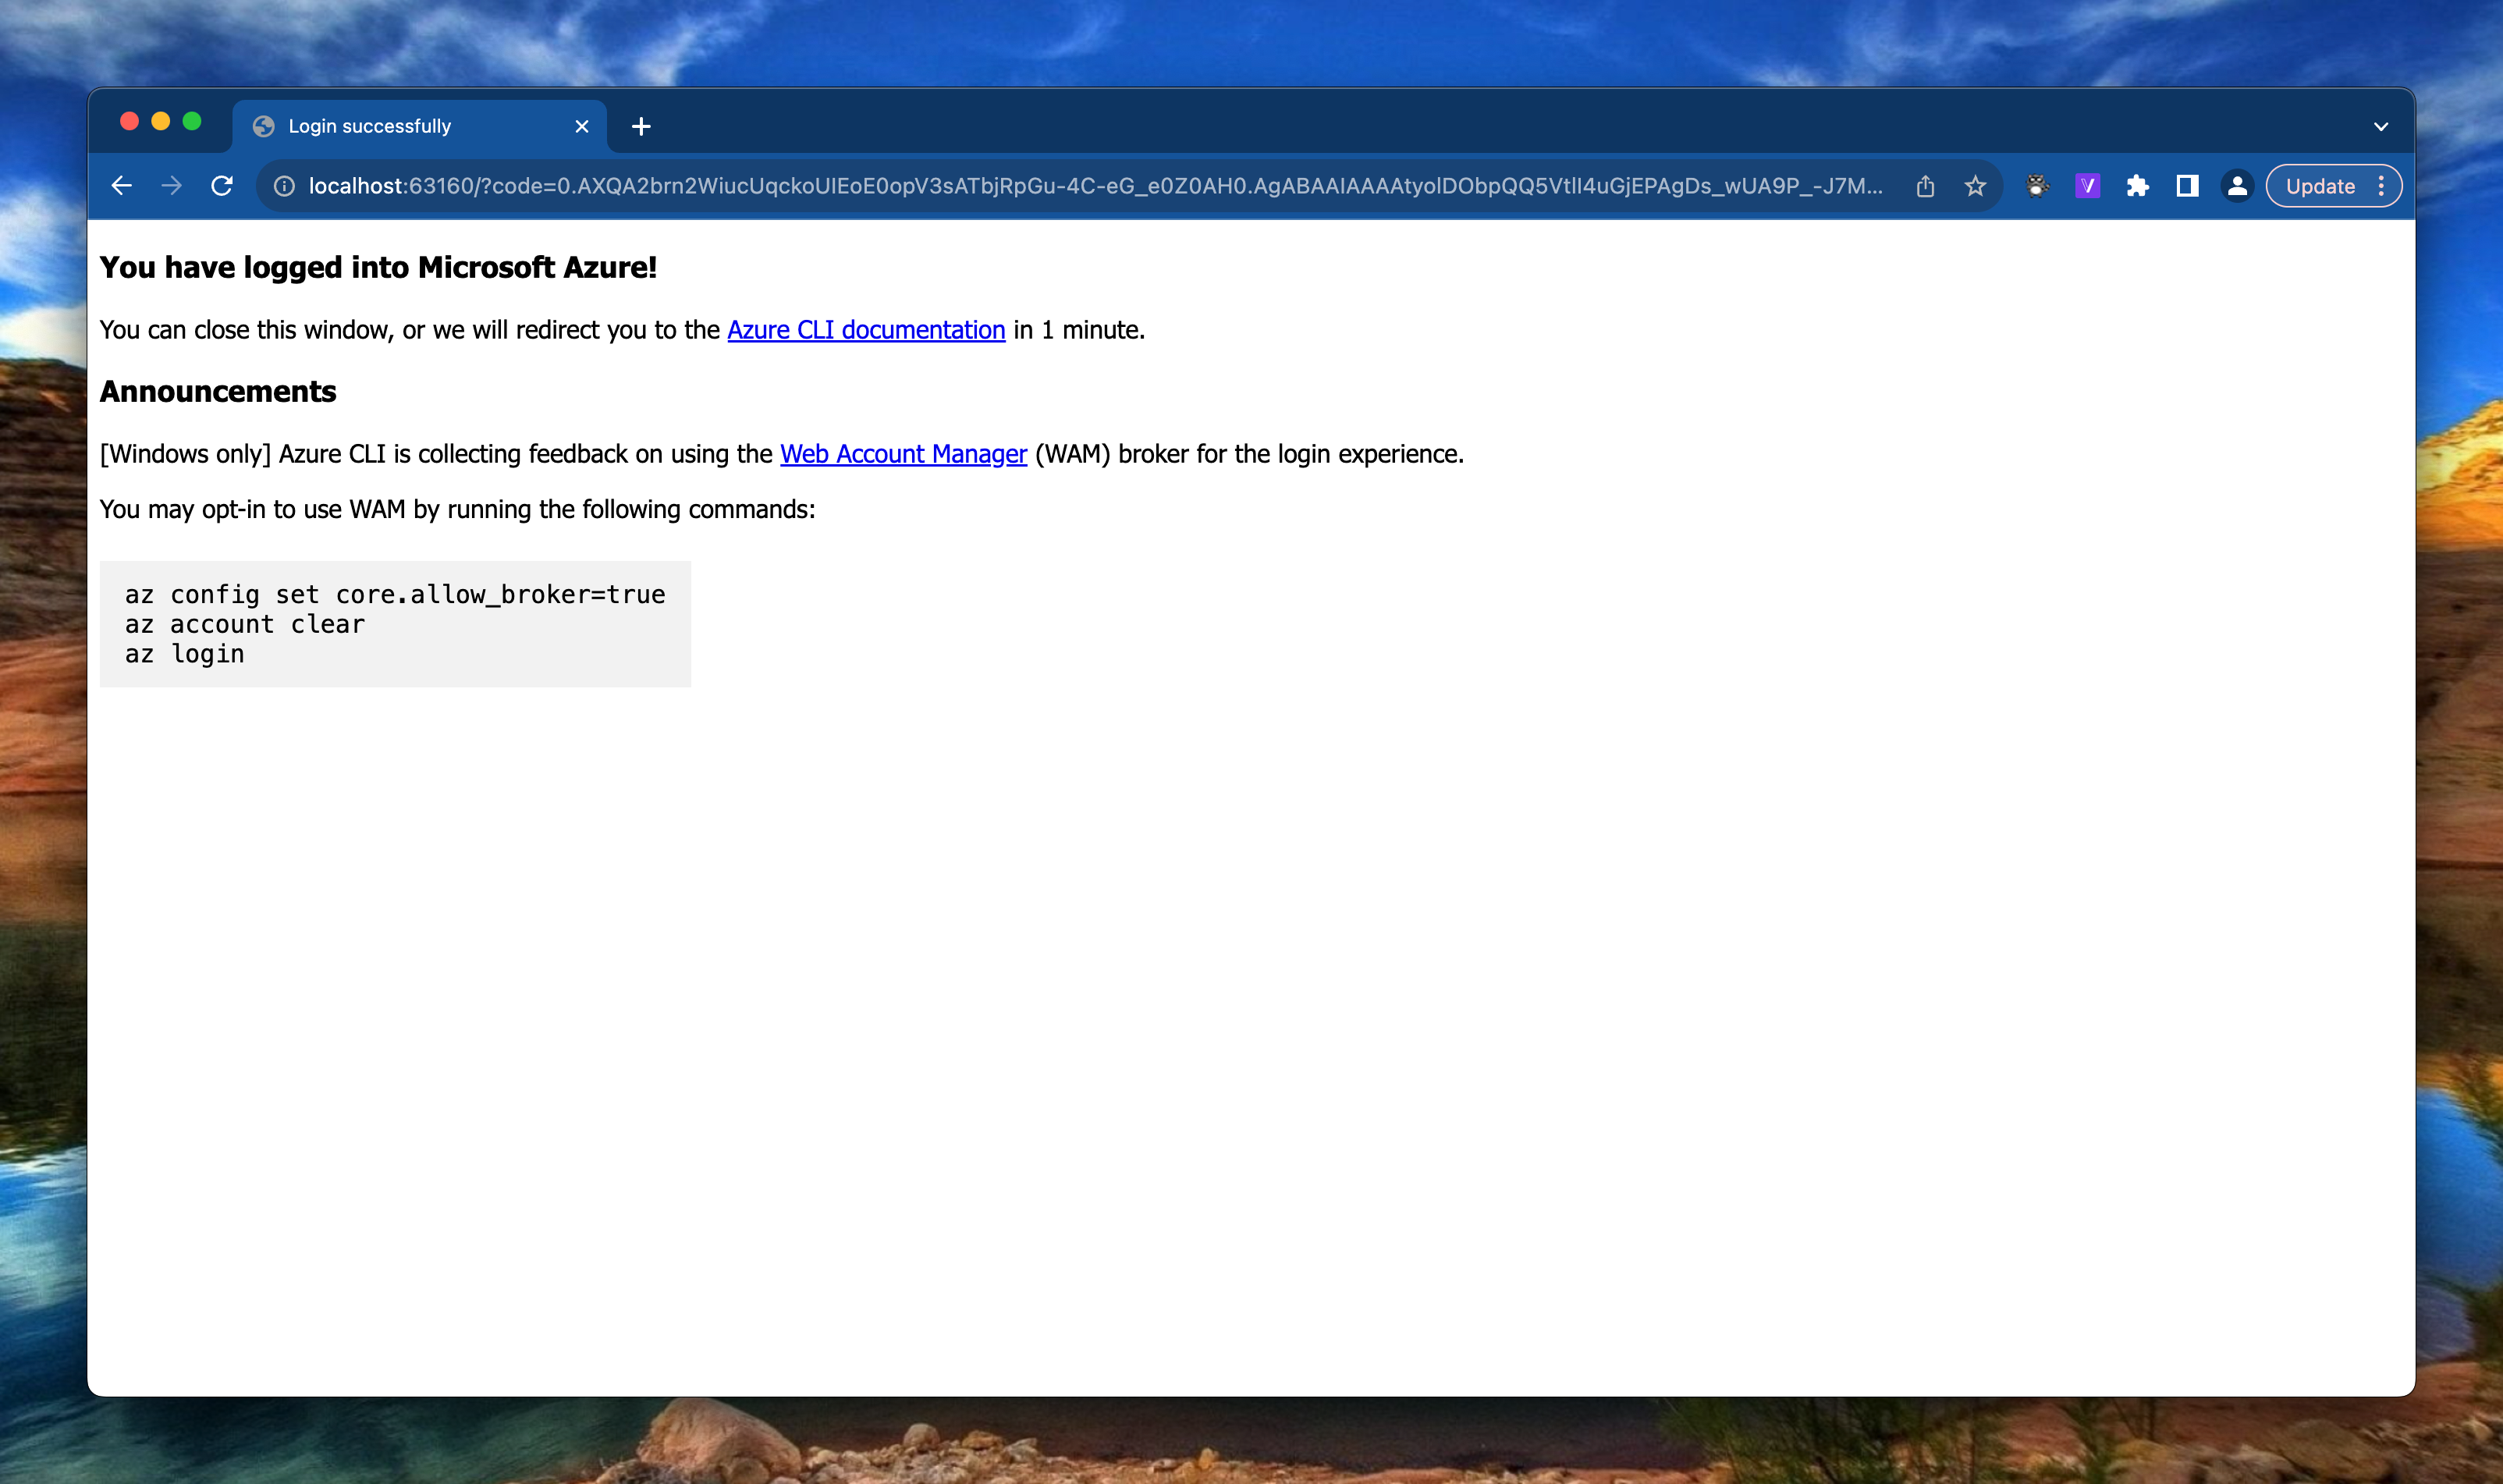 Login successfully
localhost:63160/?code=0.AXQA2brn2WiucUqckoUIEoE0opV3sATbjRpGu-4C-eG_e0Z0AH0.AgABAAIAAAAtyolDObpQQ5VtlI4uGjEPAgDs_wUA9P_-J7M...
Update
You have logged into Microsoft Azure!
You can close this window, or we will redirect you to the Azure CLI documentation in 1 minute.
Announcements
[Windows only] Azure CLI is collecting feedback on using the Web Account Manager (WAM) broker for the login experience.
You may opt-in to use WAM by running the following commands:
az config set core.allow_broker=true
az account clear
az login